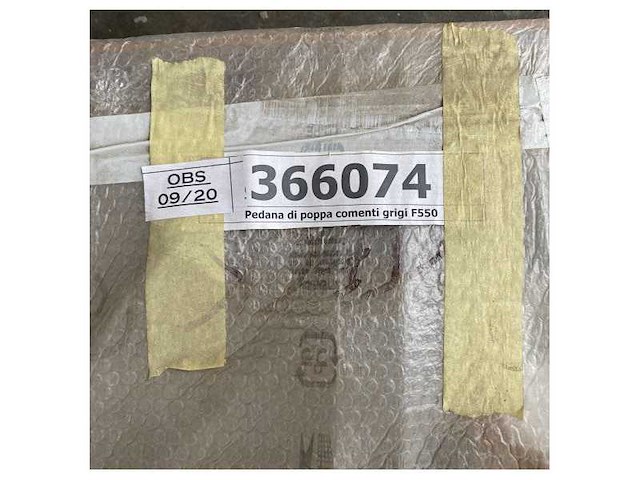 OBS
09/20
366074
Pedana di poppa comenti grigi F550